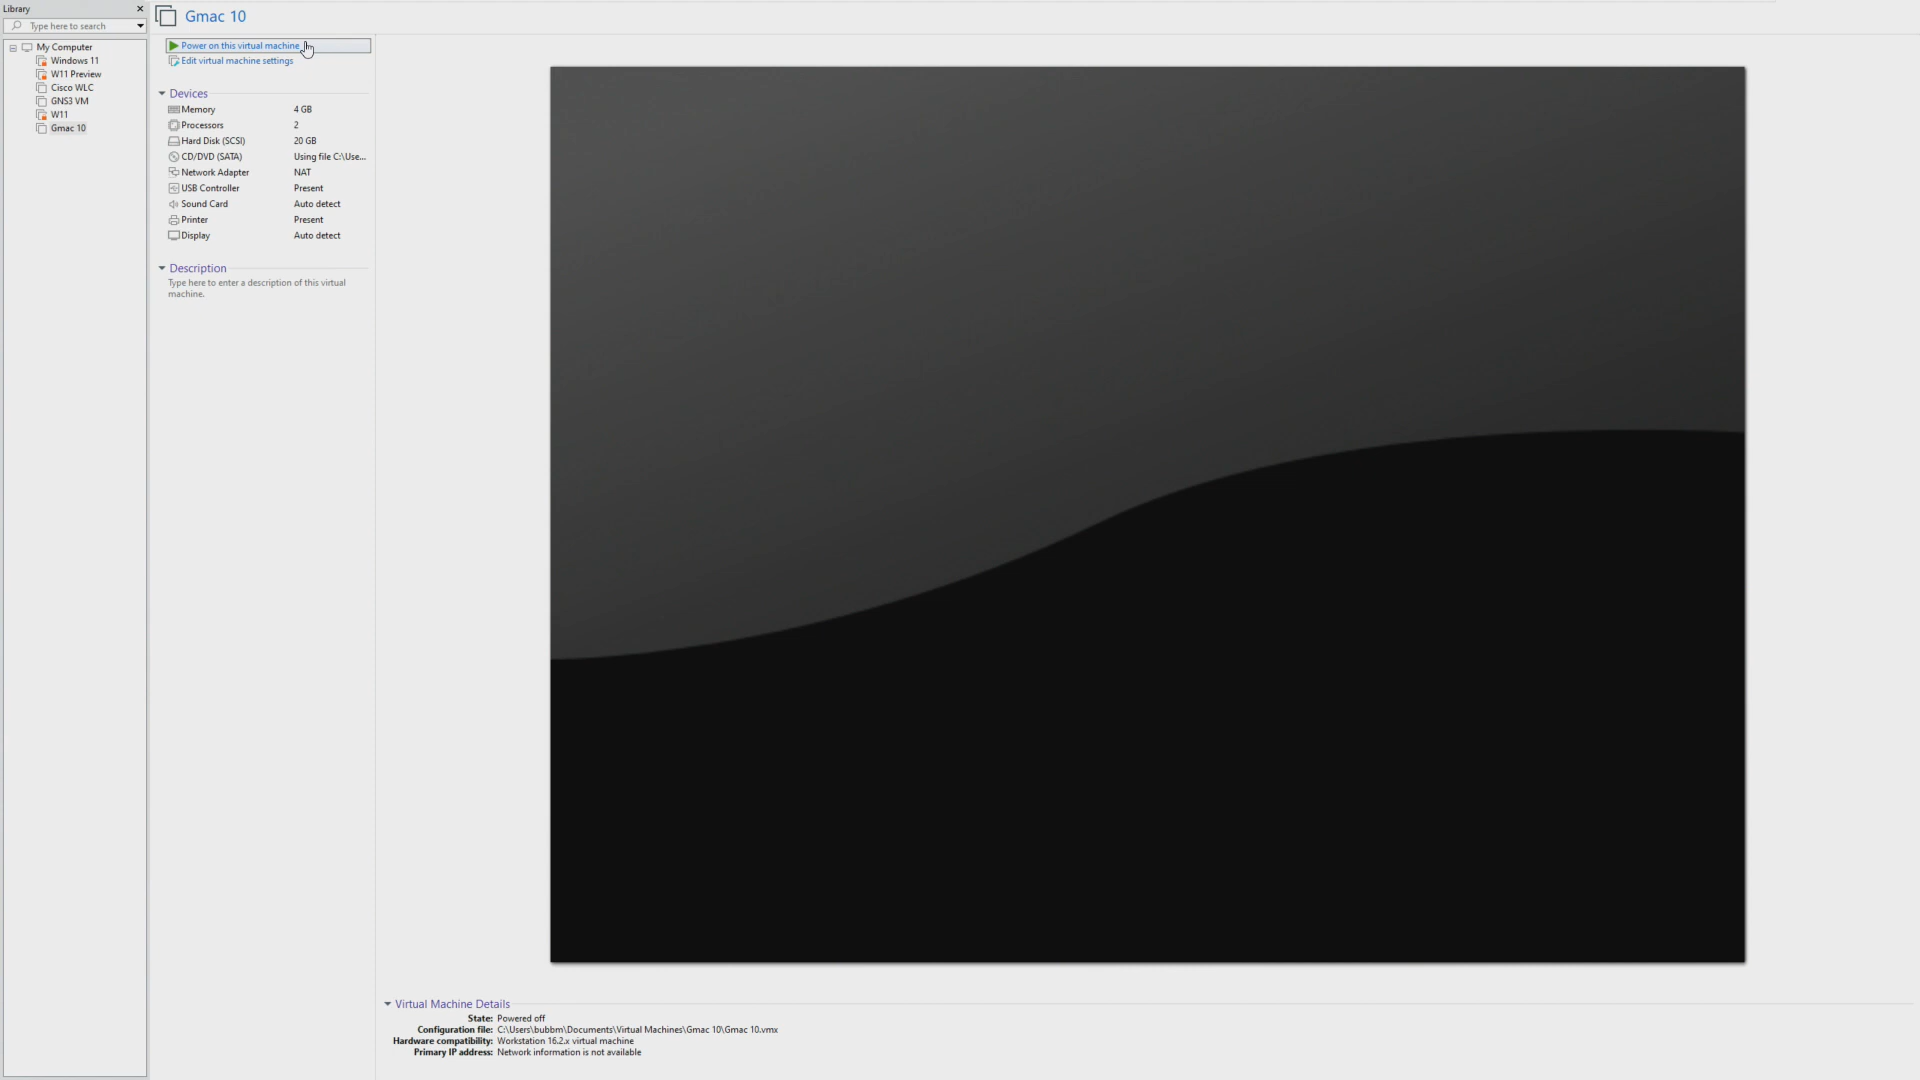 Library
Type here to search
My Computer
Windows 11
W11 Preview
Cisco WLC
GNS3 VM
W11
Gmac 10
Gmac 10
Power on this virtual machine
Edit virtual machine settings
Devices
Memory 4 GB
Processors 2
Hard Disk (SCSI) 20 GB
CD/DVD (SATA) Using file C:\Use...
Network Adapter NAT
USB Controller Present
Sound Card Auto detect
Printer Present
Display Auto detect
Description
Type here to enter a description of this virtual
machine.
Virtual Machine Details
State: Powered off
Configuration file: C:\Users\bubbm\Documents\Virtual Machines\Gmac 10\Gmac 10.vmx
Hardware compatibility: Workstation 16.2.x virtual machine
Primary IP address: Network information is not available